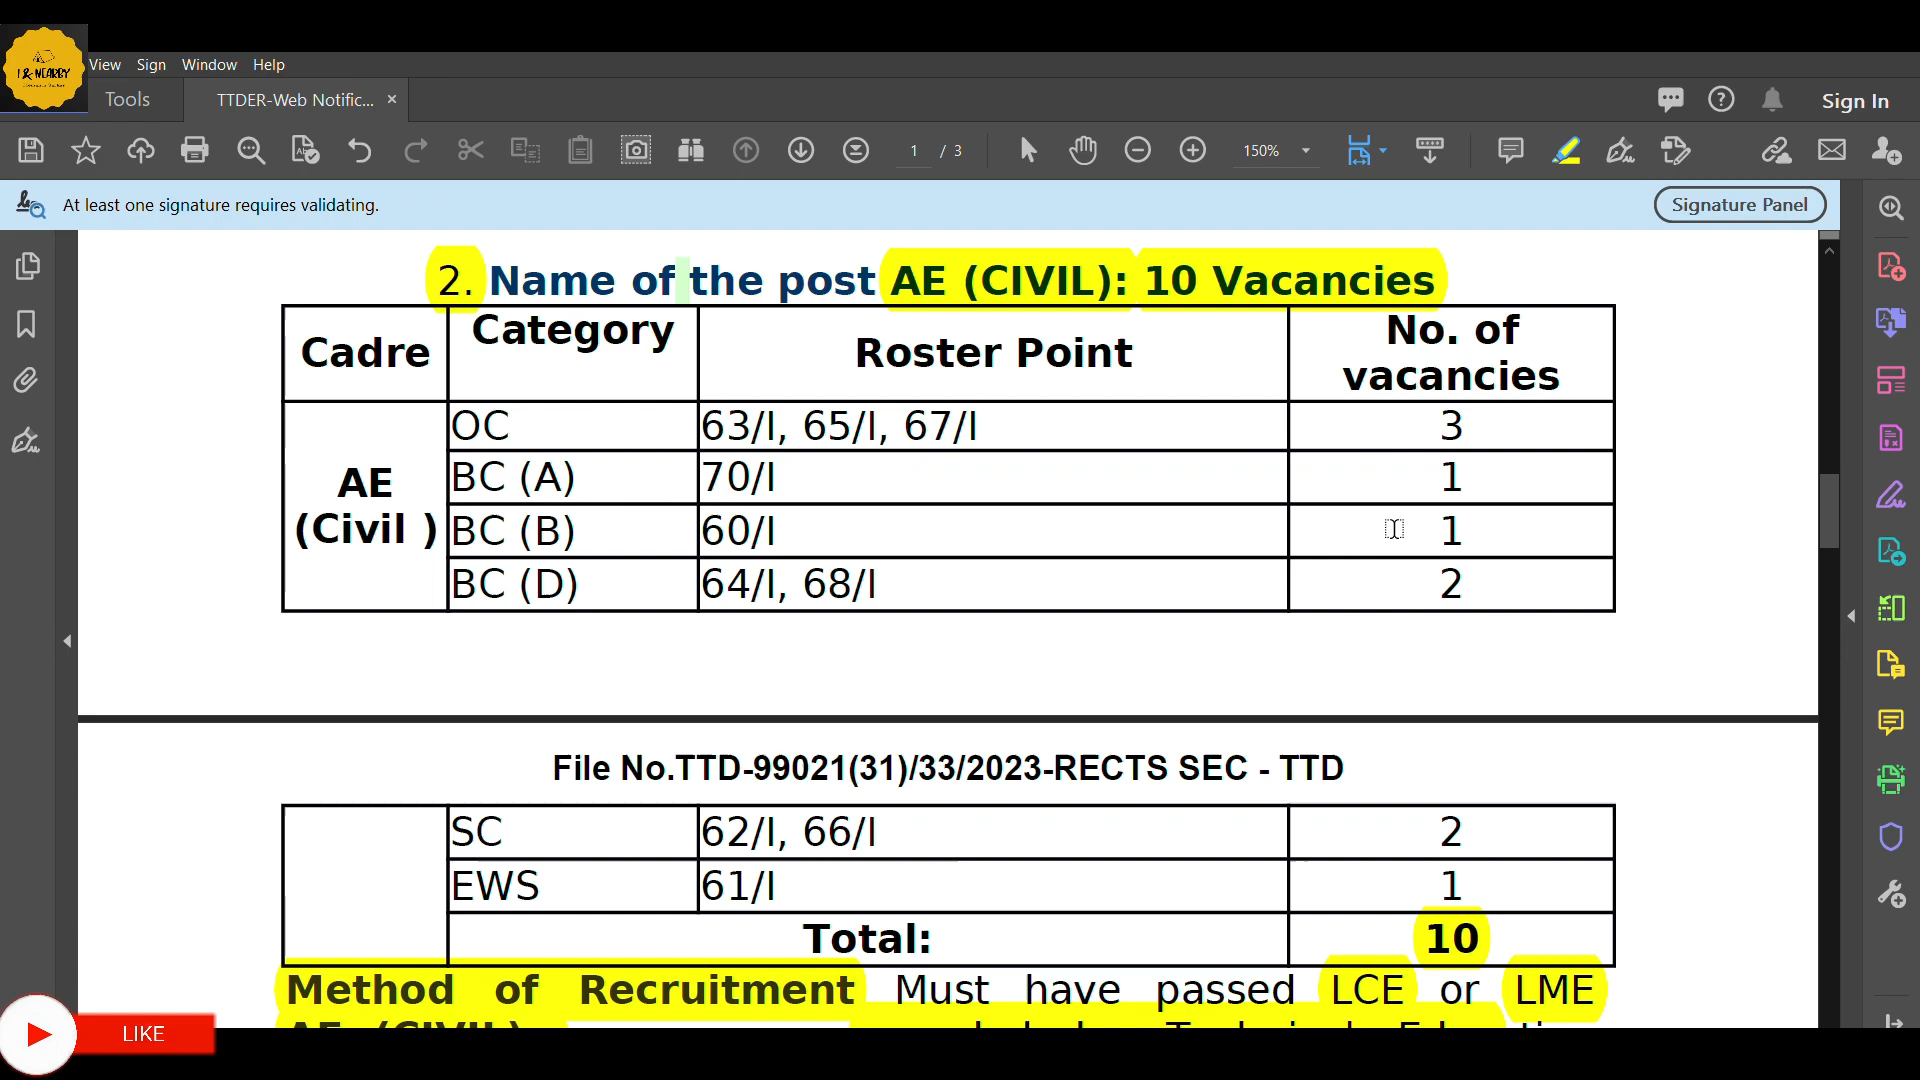 I & NEARBY
View Sign Window Help
Tools TTDER-Web Notific... × Sign In
1 / 3 150%
At least one signature requires validating. Signature Panel
2. Name of the post AE (CIVIL): 10 Vacancies
Cadre Category Roster Point No. of vacancies
AE (Civil )
OC 63/I, 65/I, 67/I 3
BC (A) 70/I 1
BC (B) 60/I 1
BC (D) 64/I, 68/I 2
File No.TTD-99021(31)/33/2023-RECTS SEC - TTD
SC 62/I, 66/I 2
EWS 61/I 1
Total: 10
Method of Recruitment Must have passed LCE or LME
LIKE